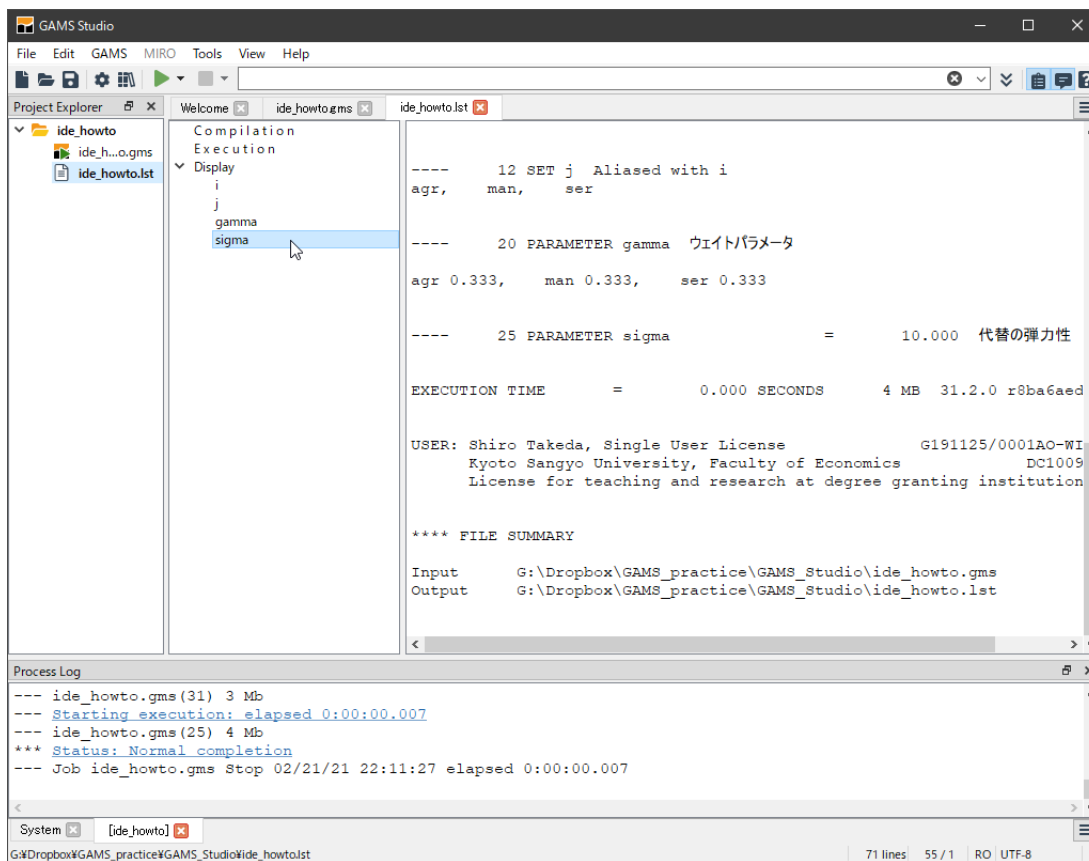 GAMS Studio
File Edit GAMS MIRO Tools View Help
Project Explorer
Welcome ide_howto.gms ide_howto.lst
ide_howto
ide_h...o.gms
ide_howto.lst
Compilation
Execution
Display
i
j
gamma
sigma
---- 12 SET j Aliased with i
agr, man, ser
---- 20 PARAMETER gamma ウェイトパラメータ
agr 0.333, man 0.333, ser 0.333
---- 25 PARAMETER sigma = 10.000 代替の弾力性
EXECUTION TIME = 0.000 SECONDS 4 MB 31.2.0 r8ba6aed
USER: Shiro Takeda, Single User License G191125/0001AO-WI
Kyoto Sangyo University, Faculty of Economics DC1009
License for teaching and research at degree granting institution
**** FILE SUMMARY
Input G:\Dropbox\GAMS_practice\GAMS_Studio\ide_howto.gms
Output G:\Dropbox\GAMS_practice\GAMS_Studio\ide_howto.lst
Process Log
--- ide_howto.gms(31) 3 Mb
--- Starting execution: elapsed 0:00:00.007
--- ide_howto.gms(25) 4 Mb
*** Status: Normal completion
--- Job ide_howto.gms Stop 02/21/21 22:11:27 elapsed 0:00:00.007
System [ide_howto]
G:¥Dropbox¥GAMS_practice¥GAMS_Studio¥ide_howto.lst 71 lines 55 / 1 RO UTF-8